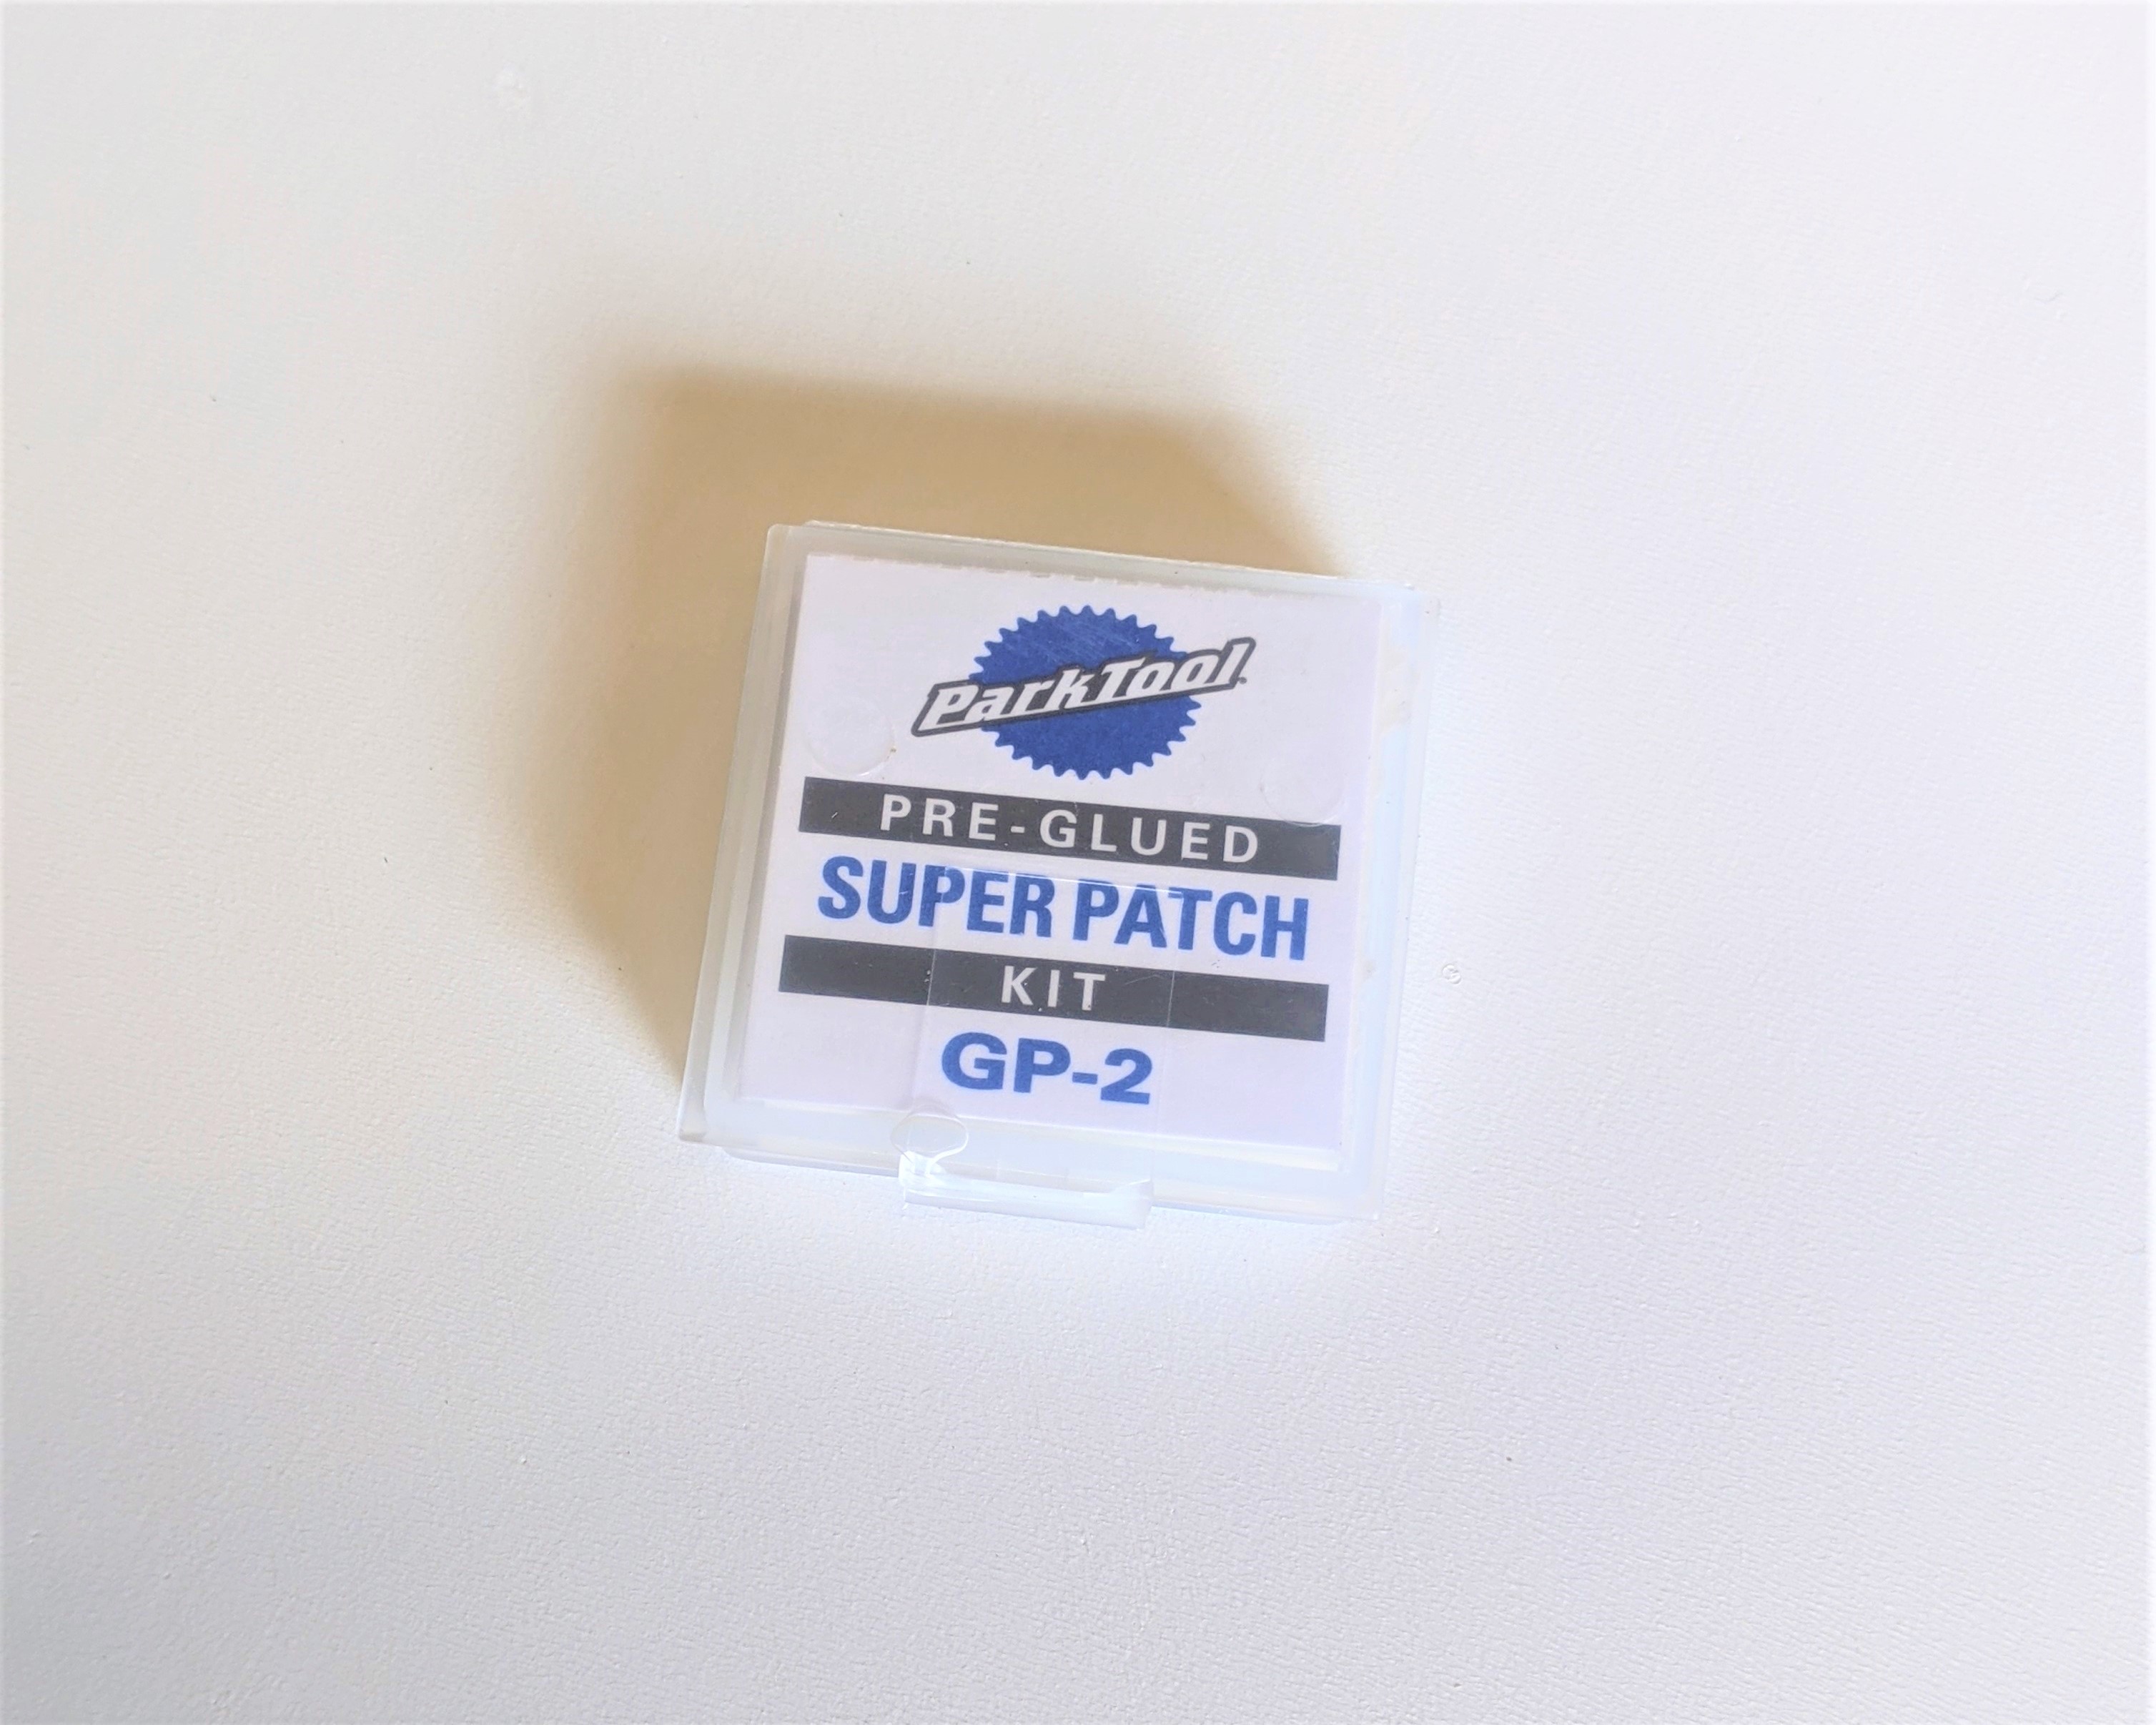 ParkTool
PRE-GLUED
SUPER PATCH
KIT
GP-2